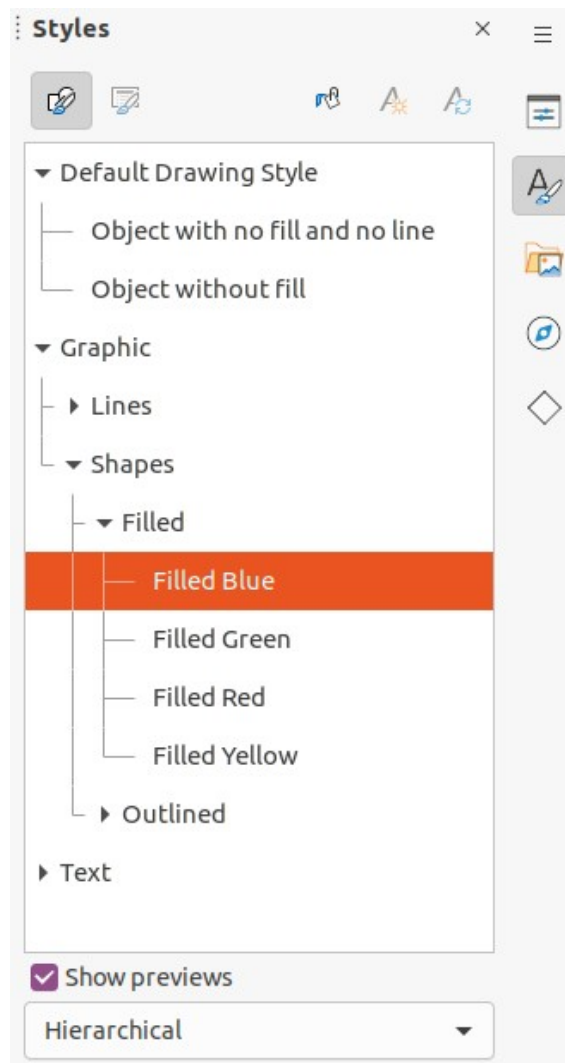 Styles
Default Drawing Style
Object with no fill and no line
Object without fill
Graphic
Lines
Shapes
Filled
Filled Blue
Filled Green
Filled Red
Filled Yellow
Outlined
Text
Show previews
Hierarchical